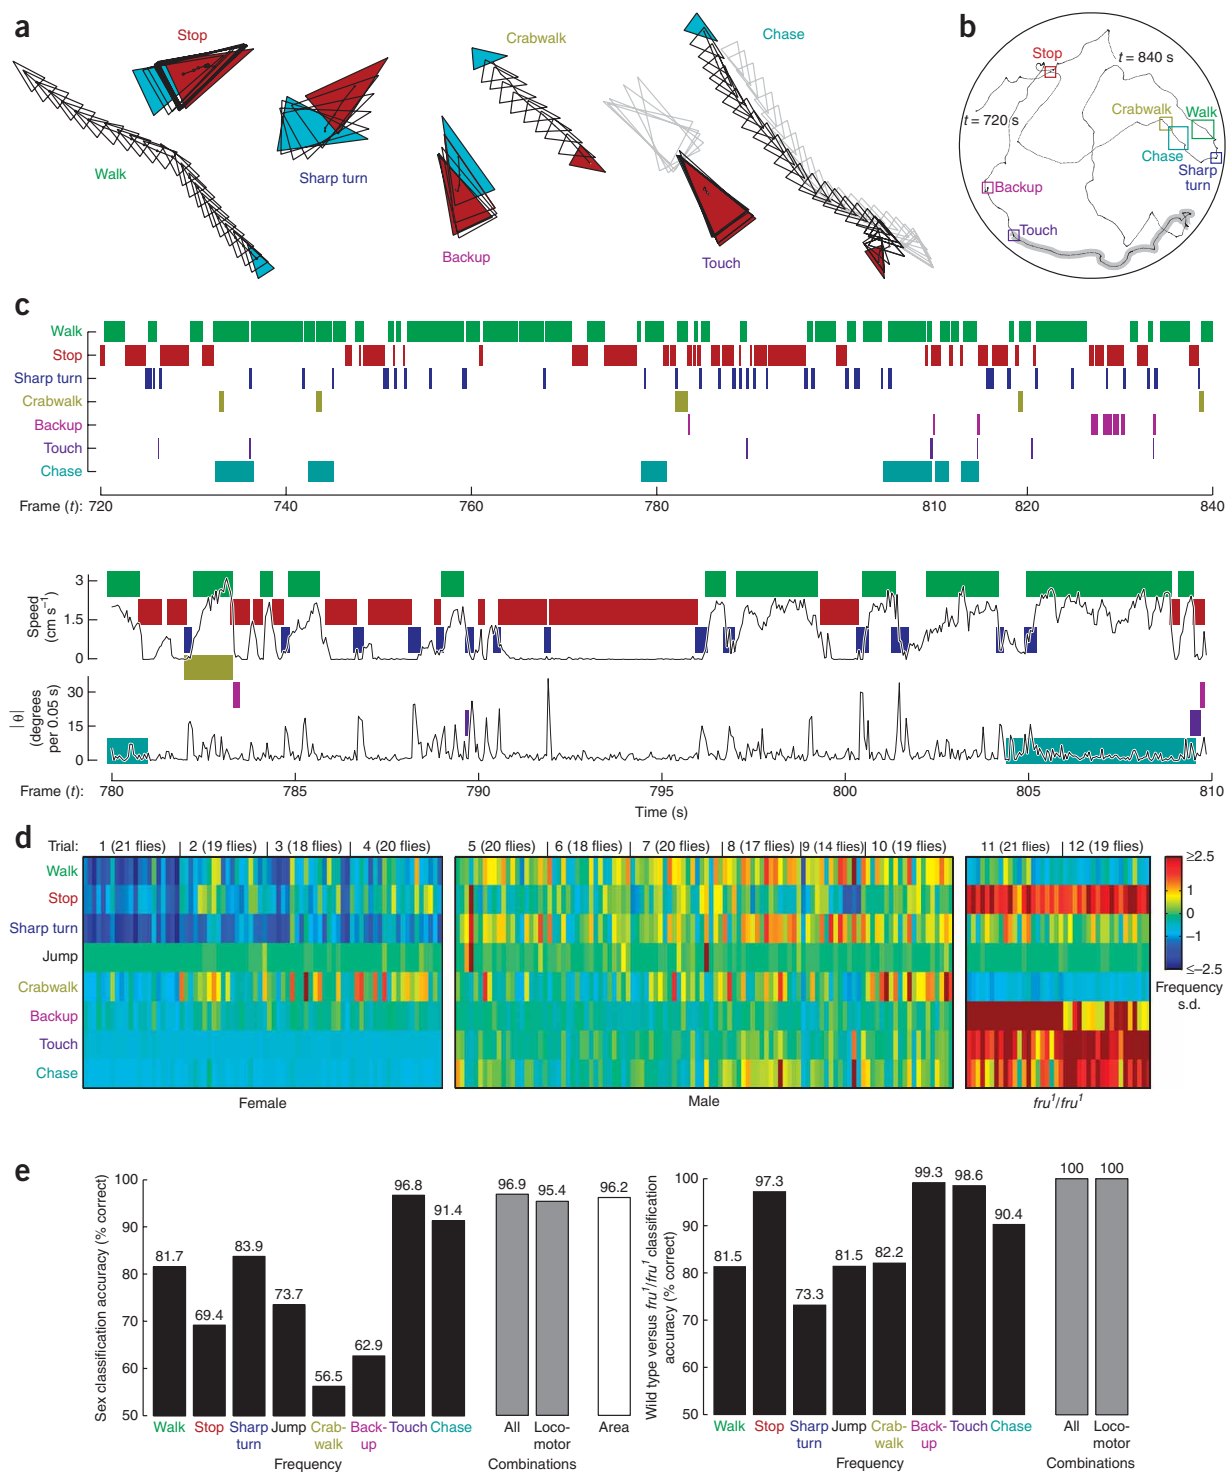 a
Stop
Walk
Sharp turn
Crabwalk
Backup
Chase
Touch
b
Stop
t = 840 s
t = 720 s
Crabwalk
Walk
Chase
Sharp
turn
Backup
Touch
c
Walk
Stop
Sharp turn
Crabwalk
Backup
Touch
Chase
Frame (t):
720 740 760 780 810 820 840
Speed
(cm s⁻¹)
3
1.5
0
|θ|
(degrees
per 0.05 s)
30
15
0
Frame (t):
780 785 790 795 800 805 810
Time (s)
d
Trial: 1 (21 flies) 2 (19 flies) 3 (18 flies) 4 (20 flies) 5 (20 flies) 6 (18 flies) 7 (20 flies) 8 (17 flies) 9 (14 flies) 10 (19 flies) 11 (21 flies) 12 (19 flies)
Walk
Stop
Sharp turn
Jump
Crabwalk
Backup
Touch
Chase
Female
Male
fru¹/fru¹
≥2.5
1
0
−1
≤−2.5
Frequency
s.d.
e
Sex classification accuracy (% correct)
100
90
80
70
60
50
81.7
69.4
83.9
73.7
56.5
62.9
96.8
91.4
96.9
95.4
96.2
Walk
Stop
Sharp
turn
Jump
Crab-
walk
Back-
up
Touch
Chase
All
Loco-
motor
Area
Frequency
Combinations
Wild type versus fru¹/fru¹ classification
accuracy (% correct)
100
90
80
70
60
50
81.5
97.3
73.3
81.5
82.2
99.3
98.6
90.4
100
100
Walk
Stop
Sharp
turn
Jump
Crab-
walk
Back-
up
Touch
Chase
All
Loco-
motor
Frequency
Combinations